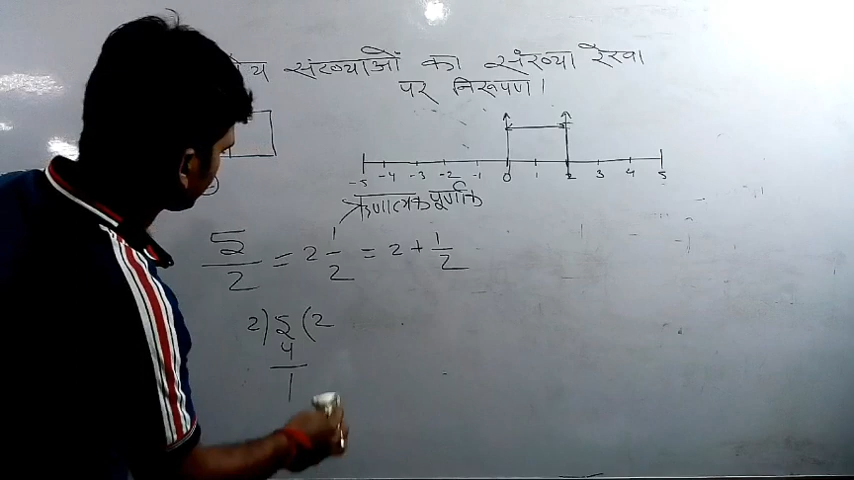 संख्याओं का संख्या रेखा
पर निरूपण।
-5 -4 -3 -2 -1 0 1 2 3 4 5
ऋणात्मक पूर्णांक
5/2 = 2 1/2 = 2 + 1/2
2) 5 (2
4
1